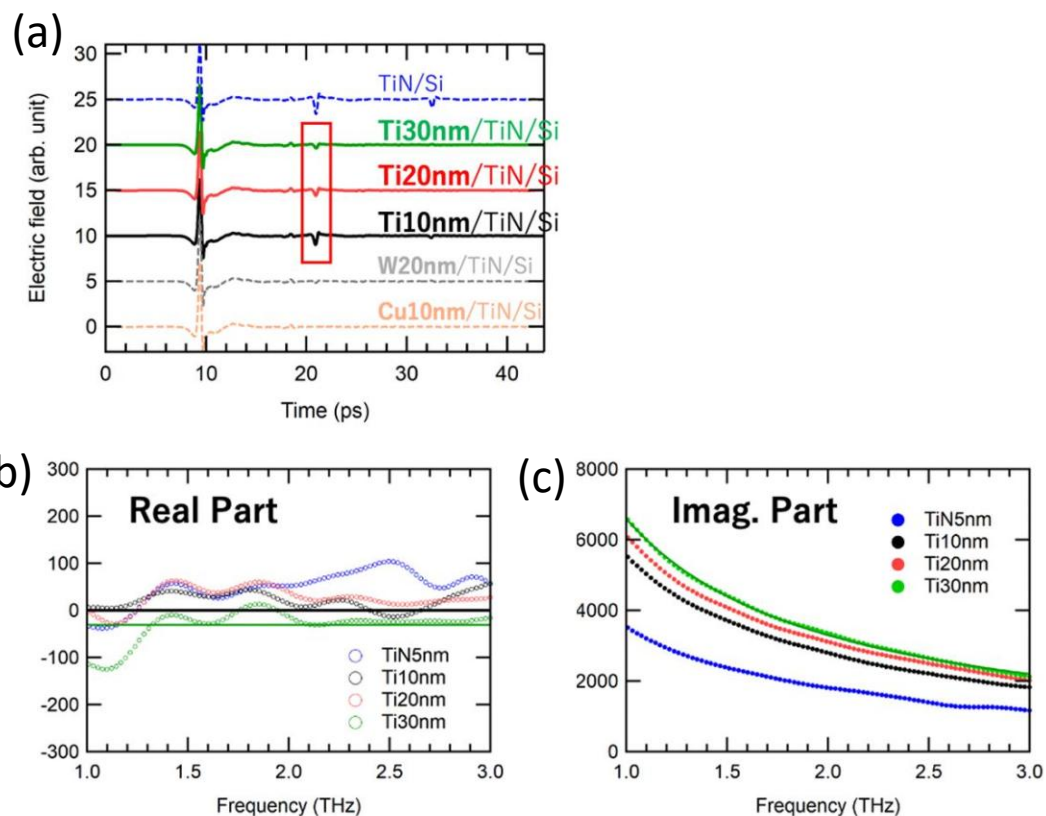 (a)
30
25
20
15
10
5
0
Electric field (arb. unit)
TiN/Si
Ti30nm/TiN/Si
Ti20nm/TiN/Si
Ti10nm/TiN/Si
W20nm/TiN/Si
Cu10nm/TiN/Si
0 10 20 30 40
Time (ps)
b)
300
200
100
0
-100
-200
-300
Real Part
TiN5nm
Ti10nm
Ti20nm
Ti30nm
1.0 1.5 2.0 2.5 3.0
Frequency (THz)
(c)
8000
6000
4000
2000
0
Imag. Part
TiN5nm
Ti10nm
Ti20nm
Ti30nm
1.0 1.5 2.0 2.5 3.0
Frequency (THz)